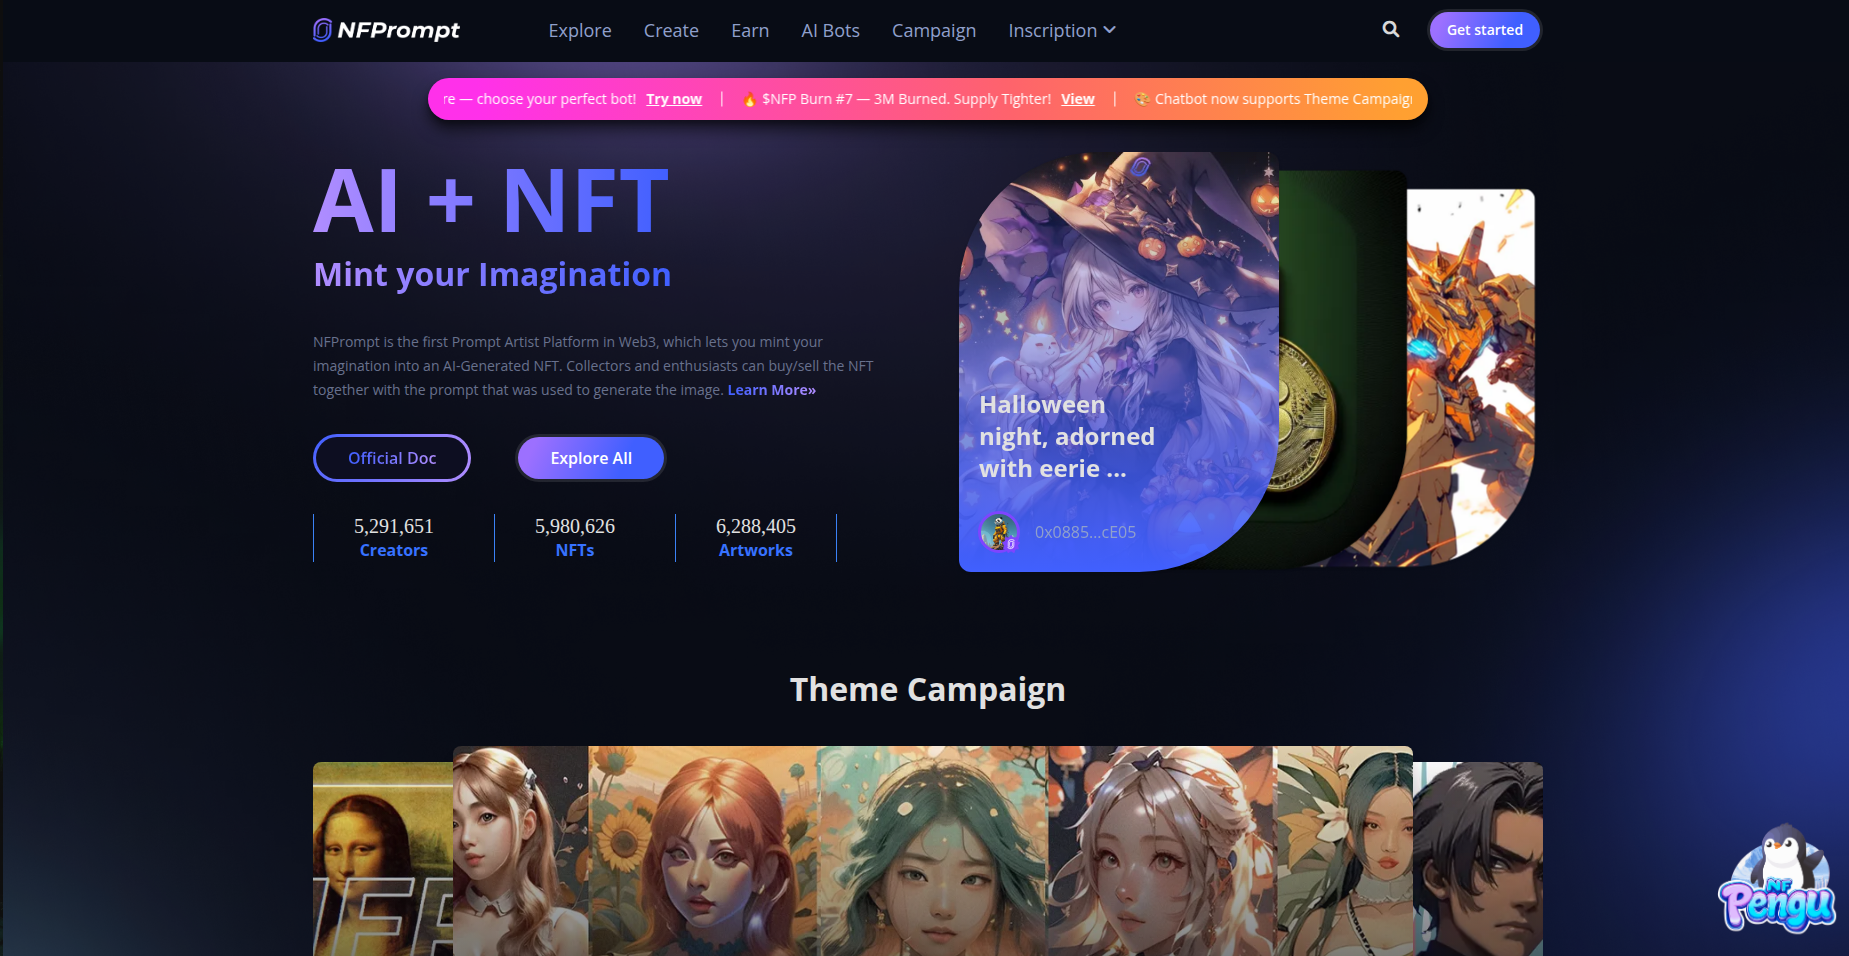 NFPrompt
Explore
Create
Earn
AI Bots
Campaign
Inscription
Get started
re — choose your perfect bot! Try now | 🔥 $NFP Burn #7 — 3M Burned. Supply Tighter! View | 🎨 Chatbot now supports Theme Campaign
AI + NFT
Mint your Imagination
NFPrompt is the first Prompt Artist Platform in Web3, which lets you mint your
imagination into an AI-Generated NFT. Collectors and enthusiasts can buy/sell the NFT
together with the prompt that was used to generate the image. Learn More»
Official Doc
Explore All
5,291,651
Creators
5,980,626
NFTs
6,288,405
Artworks
Halloween
night, adorned
with eerie ...
0x0885...cE05
Theme Campaign
NF
Pengu